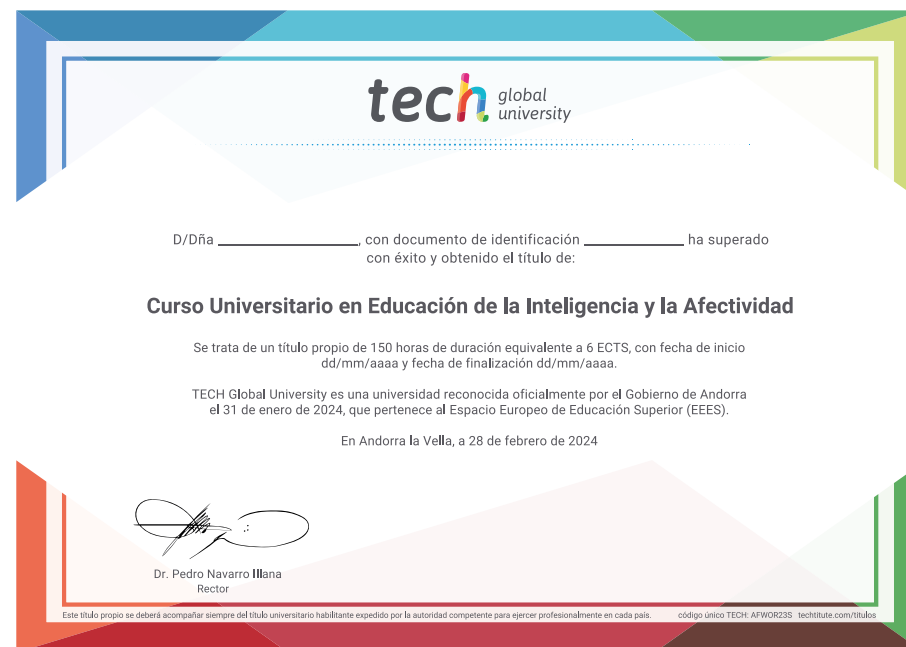 tech global university
D/Dña ____________, con documento de identificación ____________ ha superado
con éxito y obtenido el título de:
Curso Universitario en Educación de la Inteligencia y la Afectividad
Se trata de un título propio de 150 horas de duración equivalente a 6 ECTS, con fecha de inicio
dd/mm/aaaa y fecha de finalización dd/mm/aaaa.
TECH Global University es una universidad reconocida oficialmente por el Gobierno de Andorra
el 31 de enero de 2024, que pertenece al Espacio Europeo de Educación Superior (EEES).
En Andorra la Vella, a 28 de febrero de 2024
Dr. Pedro Navarro Illana
Rector
Este título propio se deberá acompañar siempre del título universitario habilitante expedido por la autoridad competente para ejercer profesionalmente en cada país. código único TECH: AFWOR23S techtitute.com/titulos